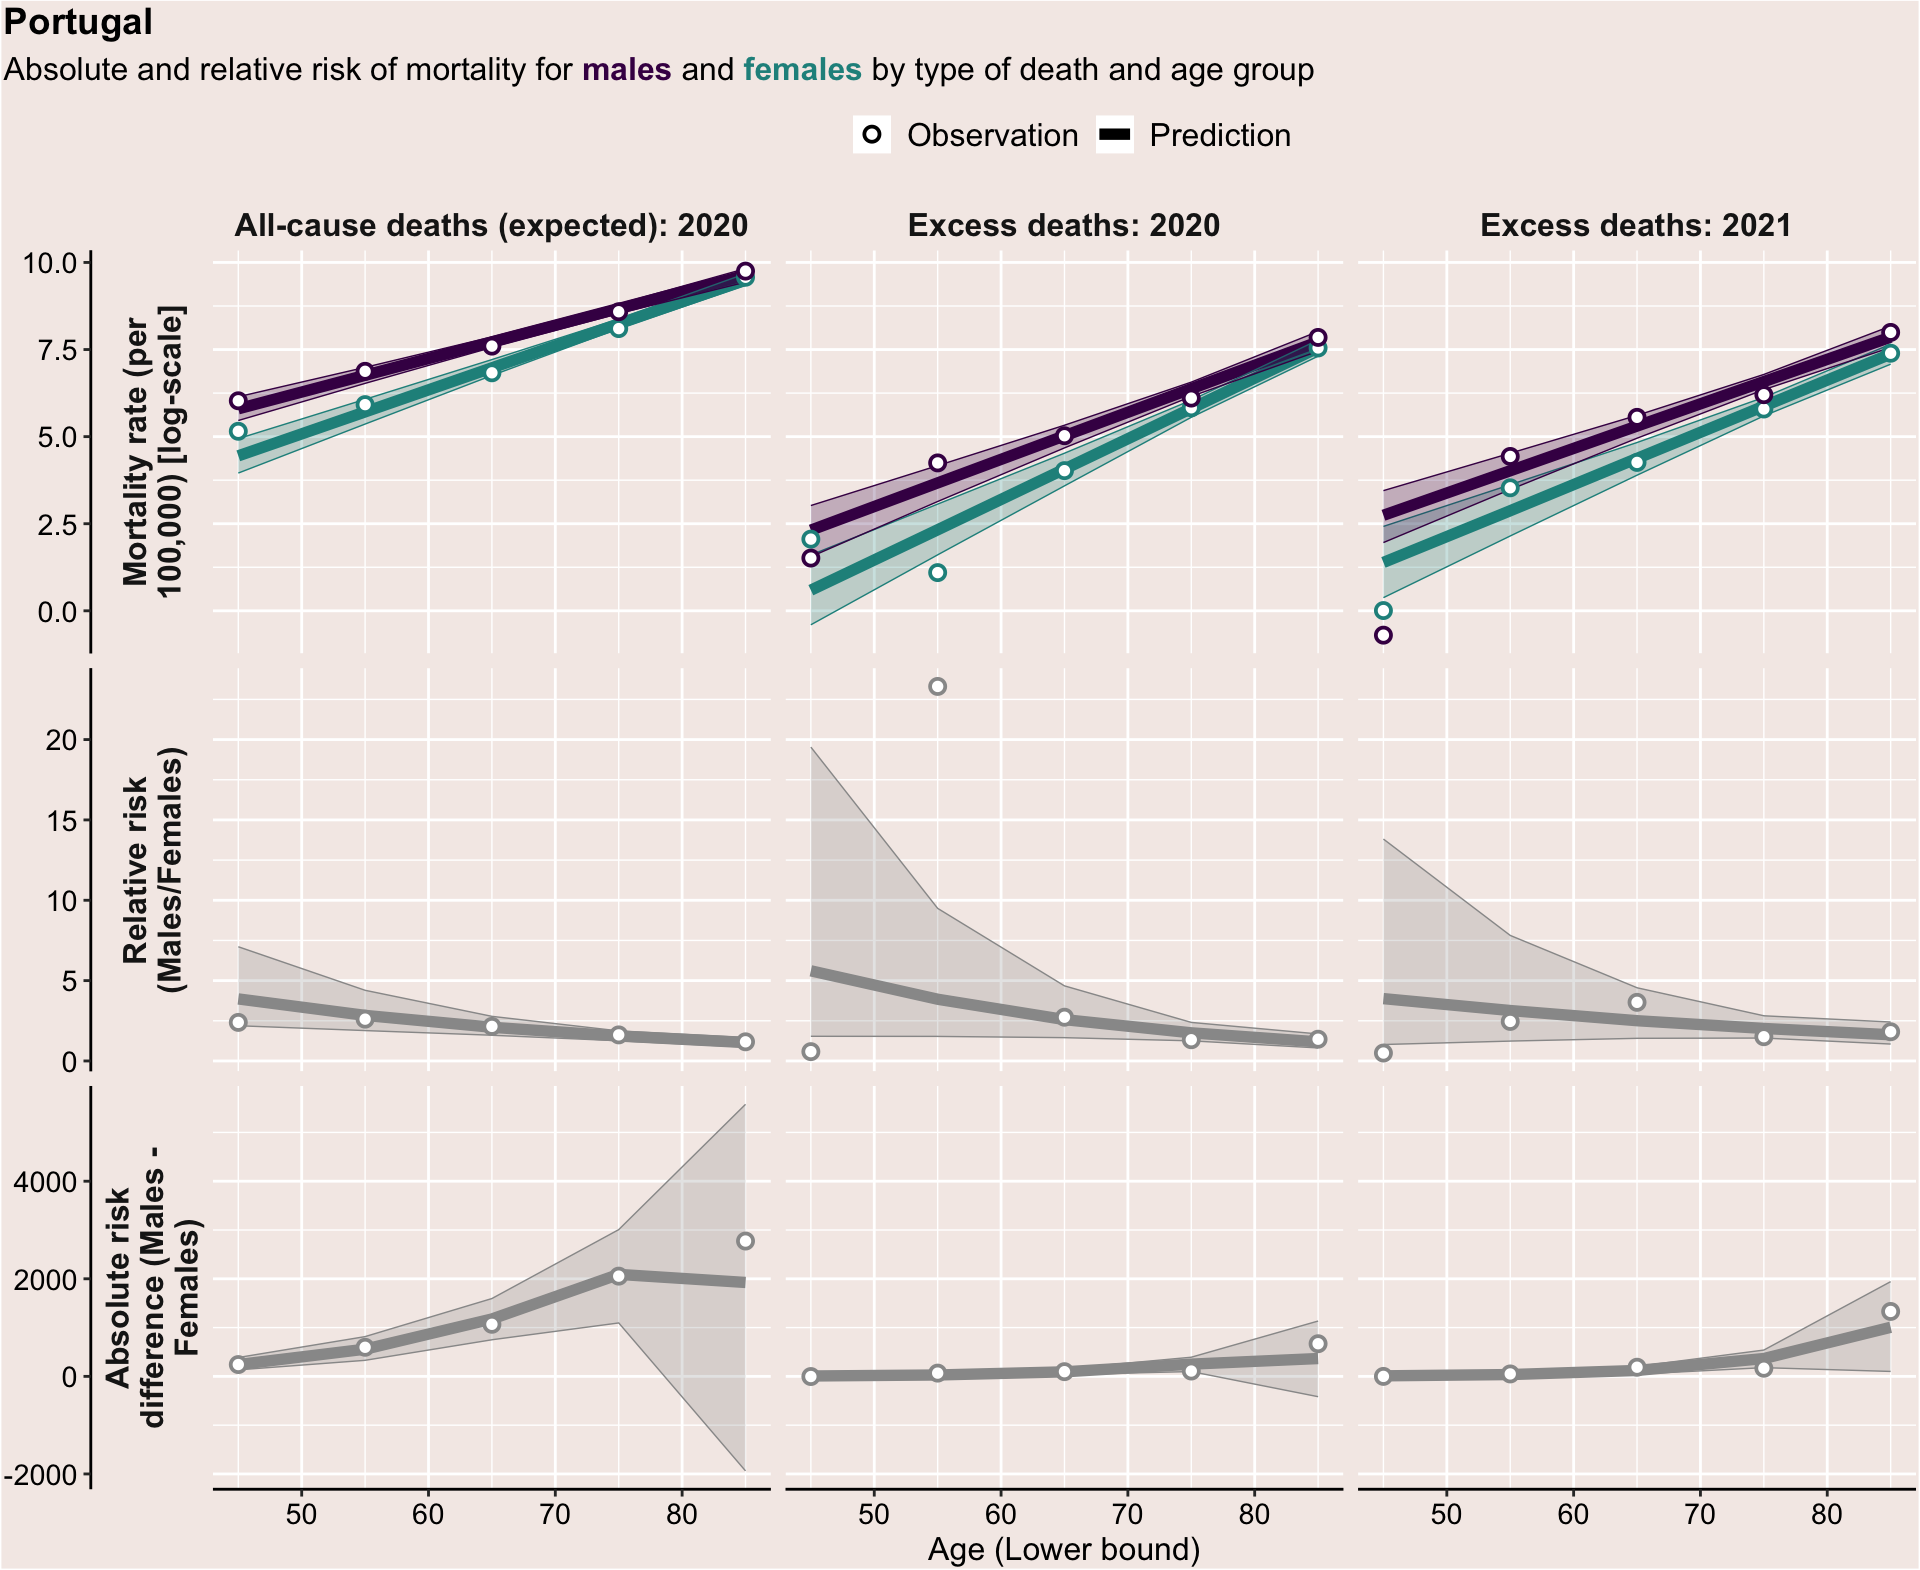 Portugal
Absolute and relative risk of mortality for males and females by type of death and age group
Observation Prediction
All-cause deaths (expected): 2020 Excess deaths: 2020 Excess deaths: 2021
Mortality rate (per
100,000) [log-scale]
10.0
7.5
5.0
2.5
0.0
Relative risk
(Males/Females)
20
15
10
5
0
Absolute risk
difference (Males -
Females)
4000
2000
0
-2000
50 60 70 80 50 60 70 80 50 60 70 80
Age (Lower bound)